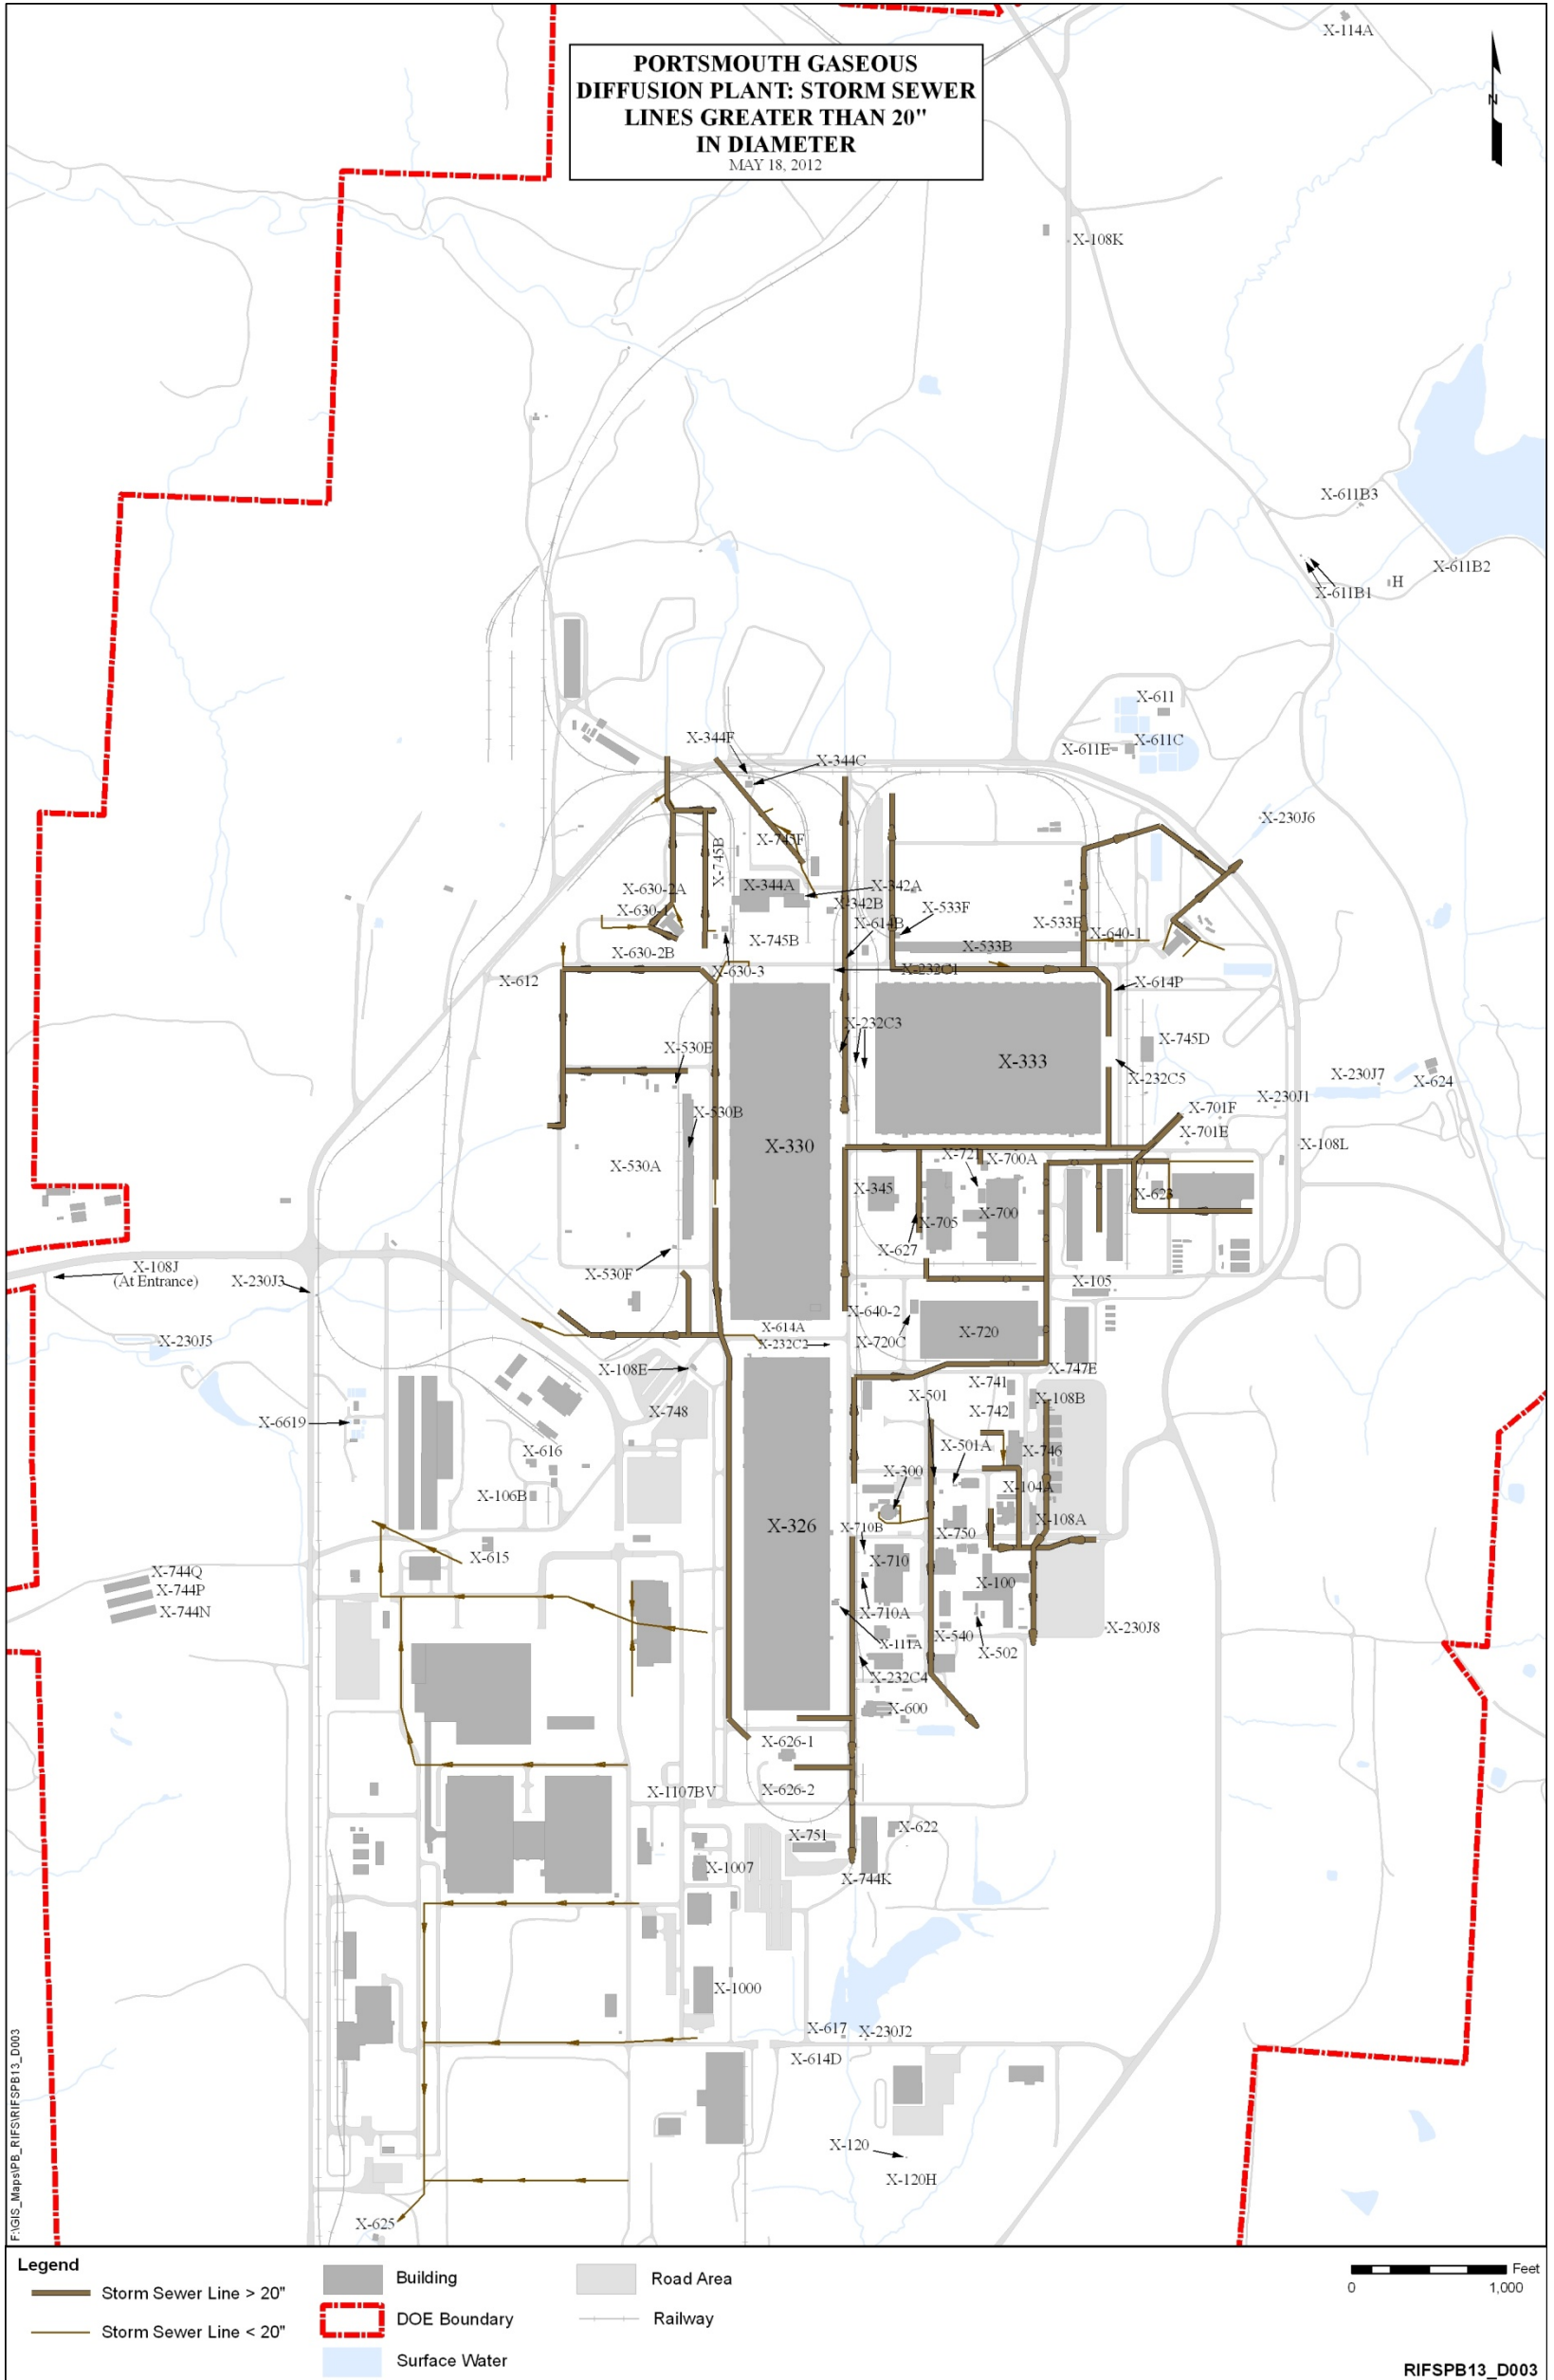 PORTSMOUTH GASEOUS
DIFFUSION PLANT: STORM SEWER
LINES GREATER THAN 20"
IN DIAMETER
MAY 18, 2012
X-114A
N
X-108K
X-611B3
X-611B2
H
X-611B1
X-611
X-611E
X-611C
X-344F
X-344C
X-230J6
X-745F
X-745B
X-344A
X-342A
X-630-2A
X-630-1
X-342B
X-533F
X-614B
X-533E
X-640-1
X-533B
X-745B
X-630-2B
X-630-3
X-232C1
X-612
X-614P
X-232C3
X-745D
X-530E
X-333
X-232C5
X-230J7
X-624
X-230J1
X-701F
X-530B
X-701E
X-108L
X-330
X-721
X-700A
X-530A
X-345
X-623
X-705
X-700
X-627
X-530F
X-108J
(At Entrance)
X-230J3
X-105
X-640-2
X-614A
X-720
X-720C
X-232C2
X-230J5
X-108E
X-747E
X-741
X-501
X-108B
X-742
X-748
X-6619
X-616
X-501A
X-746
X-300
X-104A
X-106B
X-326
X-108A
X-710B
X-750
X-615
X-710
X-744Q
X-744P
X-744N
X-100
X-710A
X-230J8
X-111A
X-540
X-502
X-232C4
X-600
X-626-1
X-626-2
X-1107BV
X-622
X-751
X-1007
X-744K
X-1000
X-617
X-230J2
X-614D
X-120
X-120H
X-625
F:\GIS_Maps\PB_RIFS\RIFSPB13_D003
Legend
Storm Sewer Line > 20"
Storm Sewer Line < 20"
Building
DOE Boundary
Surface Water
Road Area
Railway
Feet
0
1,000
RIFSPB13_D003